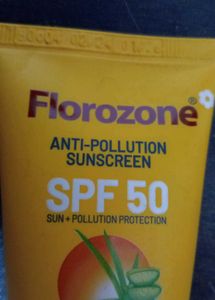 Florozone®
ANTI-POLLUTION
SUNSCREEN
SPF 50
SUN + POLLUTION PROTECTION